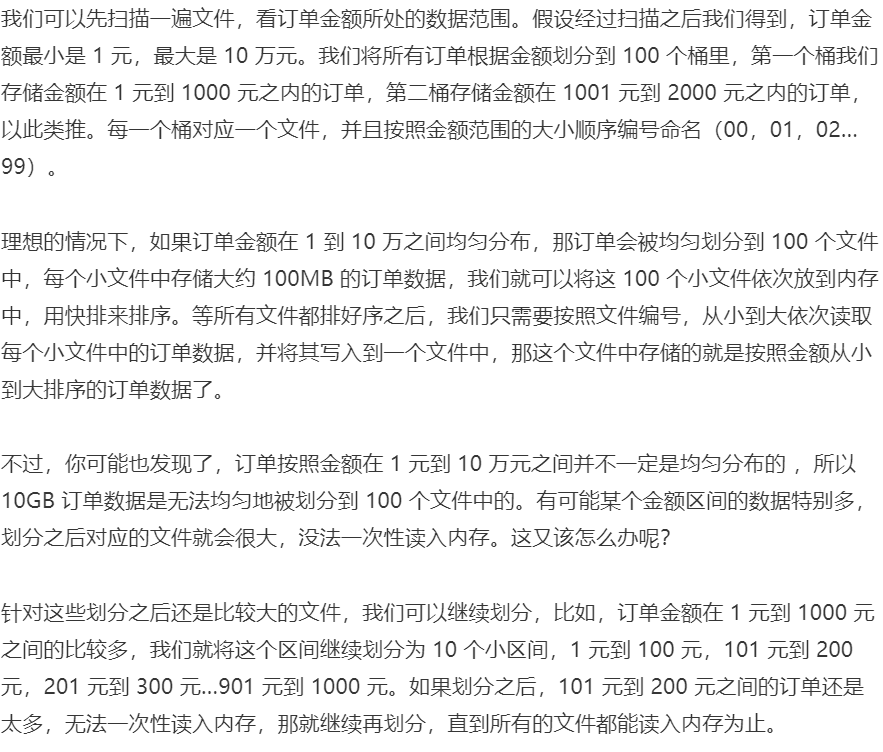 我们可以先扫描一遍文件，看订单金额所处的数据范围。假设经过扫描之后我们得到，订单金
额最小是 1 元，最大是 10 万元。我们将所有订单根据金额划分到 100 个桶里，第一个桶我们
存储金额在 1 元到 1000 元之内的订单，第二桶存储金额在 1001 元到 2000 元之内的订单，
以此类推。每一个桶对应一个文件，并且按照金额范围的大小顺序编号命名（00，01，02...
99）。
理想的情况下，如果订单金额在 1 到 10 万之间均匀分布，那订单会被均匀划分到 100 个文件
中，每个小文件中存储大约 100MB 的订单数据，我们就可以将这 100 个小文件依次放到内存
中，用快排来排序。等所有文件都排好序之后，我们只需要按照文件编号，从小到大依次读取
每个小文件中的订单数据，并将其写入到一个文件中，那这个文件中存储的就是按照金额从小
到大排序的订单数据了。
不过，你可能也发现了，订单按照金额在 1 元到 10 万元之间并不一定是均匀分布的 ，所以
10GB 订单数据是无法均匀地被划分到 100 个文件中的。有可能某个金额区间的数据特别多，
划分之后对应的文件就会很大，没法一次性读入内存。这又该怎么办呢？
针对这些划分之后还是比较大的文件，我们可以继续划分，比如，订单金额在 1 元到 1000 元
之间的比较多，我们就将这个区间继续划分为 10 个小区间，1 元到 100 元，101 元到 200
元，201 元到 300 元...901 元到 1000 元。如果划分之后，101 元到 200 元之间的订单还是
太多，无法一次性读入内存，那就继续再划分，直到所有的文件都能读入内存为止。